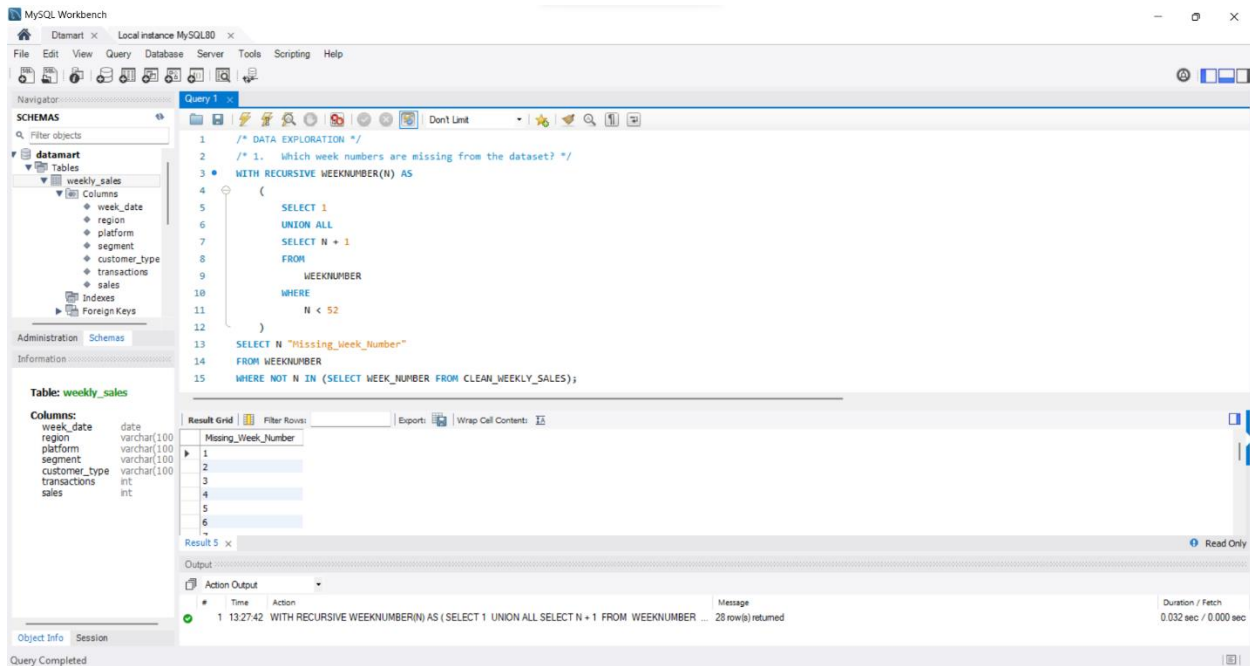 MySQL Workbench
Dtamart
Local instance MySQL80
File Edit View Query Database Server Tools Scripting Help
Navigator
SCHEMAS
Filter objects
datamart
Tables
weekly_sales
Columns
week_date
region
platform
segment
customer_type
transactions
sales
Indexes
Foreign Keys
Administration Schemas
Information
Table: weekly_sales
Columns:
week_date date
region varchar(100
platform varchar(100
segment varchar(100
customer_type varchar(100
transactions int
sales int
Object Info Session
Query Completed
Query 1
Don't Limit
1 /* DATA EXPLORATION */
2 /* 1. Which week numbers are missing from the dataset? */
3 WITH RECURSIVE WEEKNUMBER(N) AS
4 (
5 SELECT 1
6 UNION ALL
7 SELECT N + 1
8 FROM
9 WEEKNUMBER
10 WHERE
11 N < 52
12 )
13 SELECT N "Missing_Week_Number"
14 FROM WEEKNUMBER
15 WHERE NOT N IN (SELECT WEEK_NUMBER FROM CLEAN_WEEKLY_SALES);
Result Grid Filter Rows: Export: Wrap Cell Content:
Missing_Week_Number
1
2
3
4
5
6
Result 5
Read Only
Output
Action Output
# Time Action Message Duration / Fetch
1 13:27:42 WITH RECURSIVE WEEKNUMBER(N) AS ( SELECT 1 UNION ALL SELECT N + 1 FROM WEEKNUMBER ... 28 row(s) returned 0.032 sec / 0.000 sec